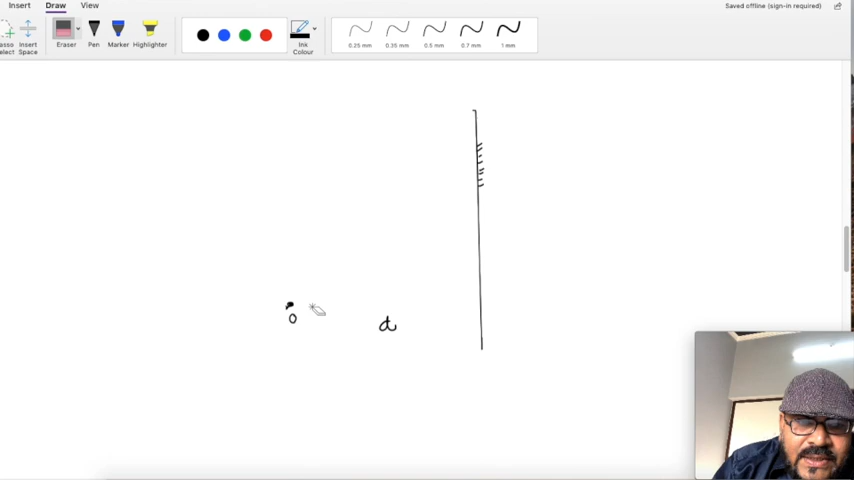 Insert Draw View
Saved offline (sign-in required)
Eraser Pen Marker Highlighter
Insert Space
Select
Ink Colour
0.25 mm 0.35 mm 0.5 mm 0.7 mm 1 mm
O
d